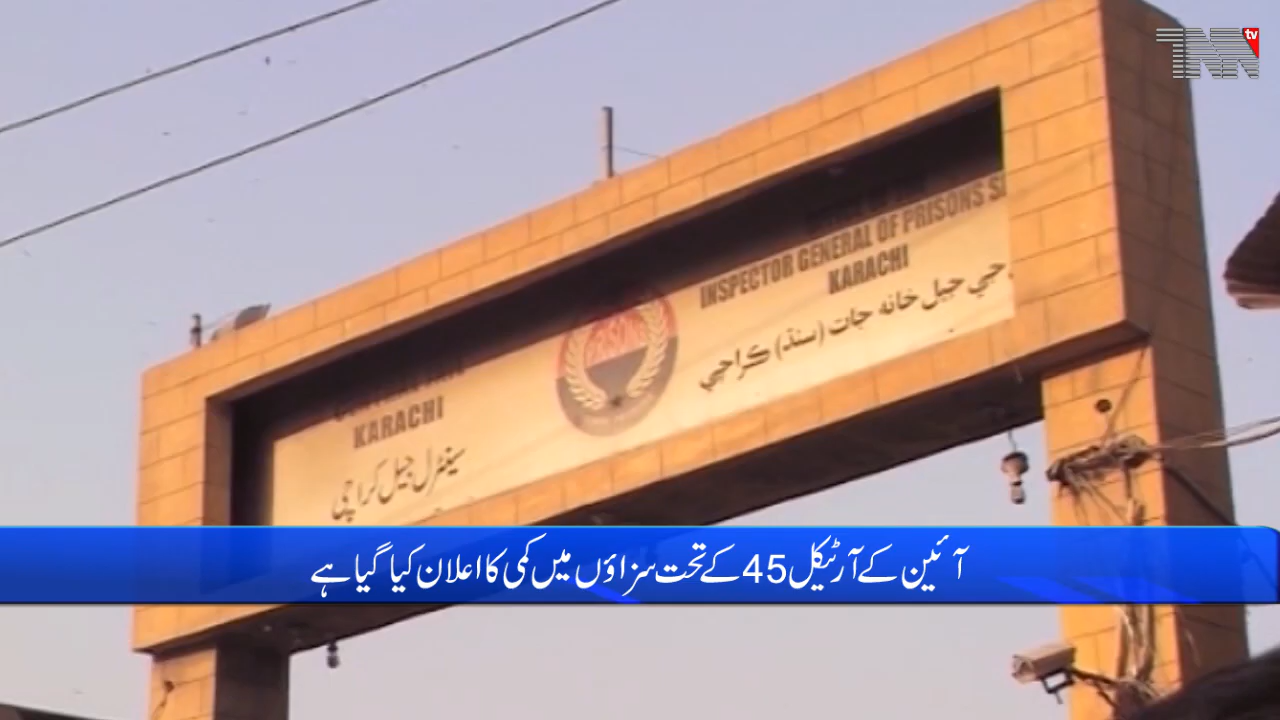 TNN tv
INSPECTOR GENERAL OF PRISONS
KARACHI
جي جيل خانه جات (سنڌ) ڪراچي
KARACHI
سینٹرل جیل کراچی
آئین کے آرٹیکل 45 کے تحت سزاؤں میں کمی کا اعلان کیا گیا ہے